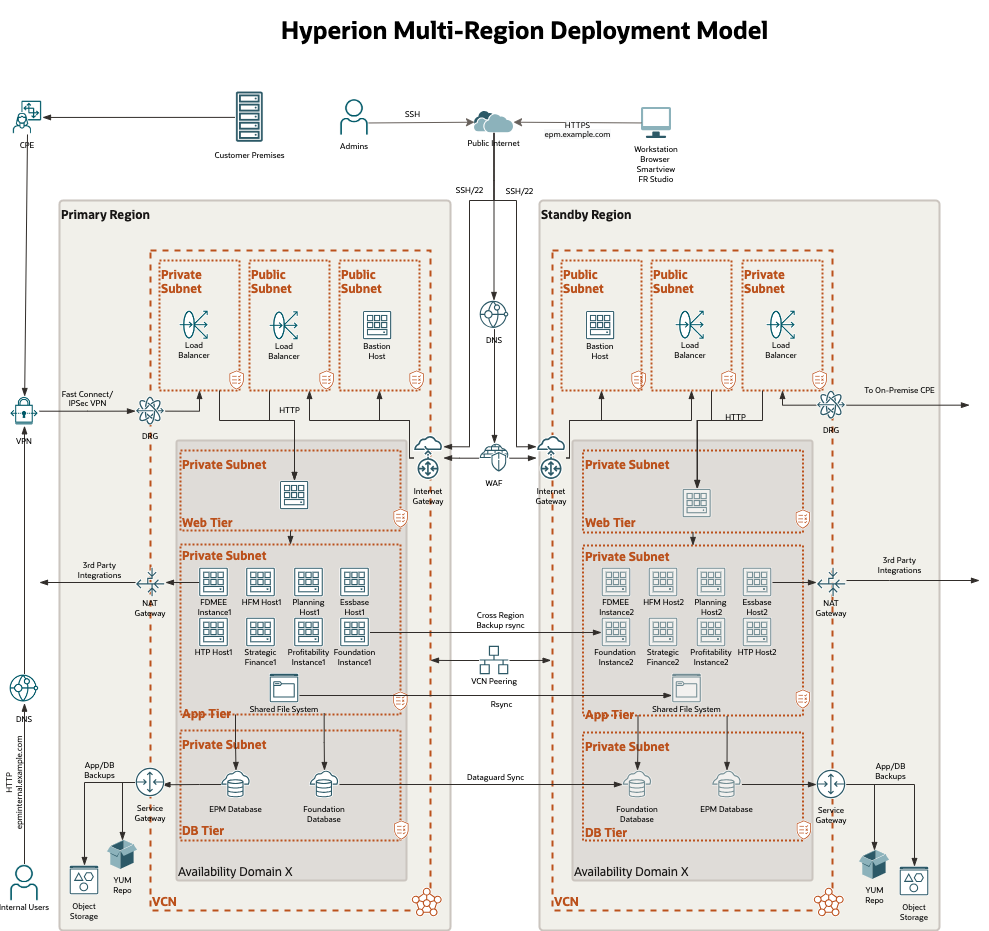 Hyperion Multi-Region Deployment Model
CPE
Customer Premises
Admins
SSH
Public Internet
HTTPS
epm.example.com
Workstation
Browser
Smartview
FR Studio
SSH/22
SSH/22
Primary Region
Private
Subnet
Load
Balancer
Public
Subnet
Load
Balancer
Public
Subnet
Bastion
Host
Fast Connect/
IPSec VPN
VPN
DRG
HTTP
Internet
Gateway
DNS
WAF
Private Subnet
Web Tier
Private Subnet
FDMEE
Instance1
HFM Host1
Planning
Host1
Essbase
Host1
HTP Host1
Strategic
Finance1
Profitability
Instance1
Foundation
Instance1
Shared File System
App Tier
3rd Party
Integrations
NAT
Gateway
Private Subnet
EPM Database
Foundation
Database
DB Tier
Availability Domain X
VCN
App/DB
Backups
Service
Gateway
YUM
Repo
Object
Storage
DNS
HTTP
epminternal.example.com
Internal Users
Cross Region
Backup rsync
VCN Peering
Rsync
Dataguard Sync
Standby Region
Public
Subnet
Bastion
Host
Public
Subnet
Load
Balancer
Private
Subnet
Load
Balancer
To On-Premise CPE
DRG
HTTP
Internet
Gateway
Private Subnet
Web Tier
Private Subnet
FDMEE
Instance2
HFM Host2
Planning
Host2
Essbase
Host2
Foundation
Instance2
Strategic
Finance2
Profitability
Instance2
HTP Host2
Shared File System
App Tier
3rd Party
Integrations
NAT
Gateway
Private Subnet
Foundation
Database
EPM Database
DB Tier
Availability Domain X
VCN
App/DB
Backups
Service
Gateway
YUM
Repo
Object
Storage